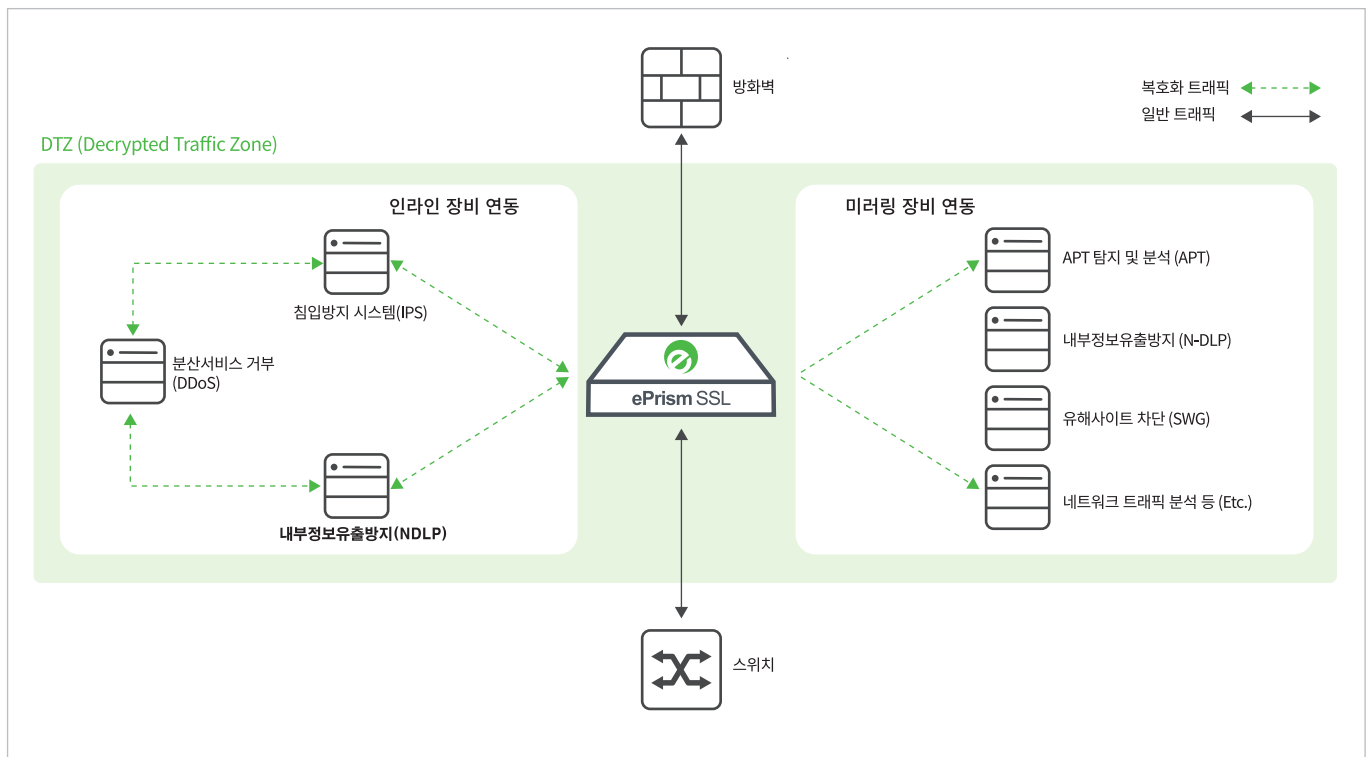 방화벽
복호화 트래픽
일반 트래픽
DTZ (Decrypted Traffic Zone)
인라인 장비 연동
침입방지 시스템(IPS)
분산서비스 거부
(DDoS)
내부정보유출방지(NDLP)
e
ePrism SSL
미러링 장비 연동
APT 탐지 및 분석 (APT)
내부정보유출방지 (N-DLP)
유해사이트 차단 (SWG)
네트워크 트래픽 분석 등 (Etc.)
스위치